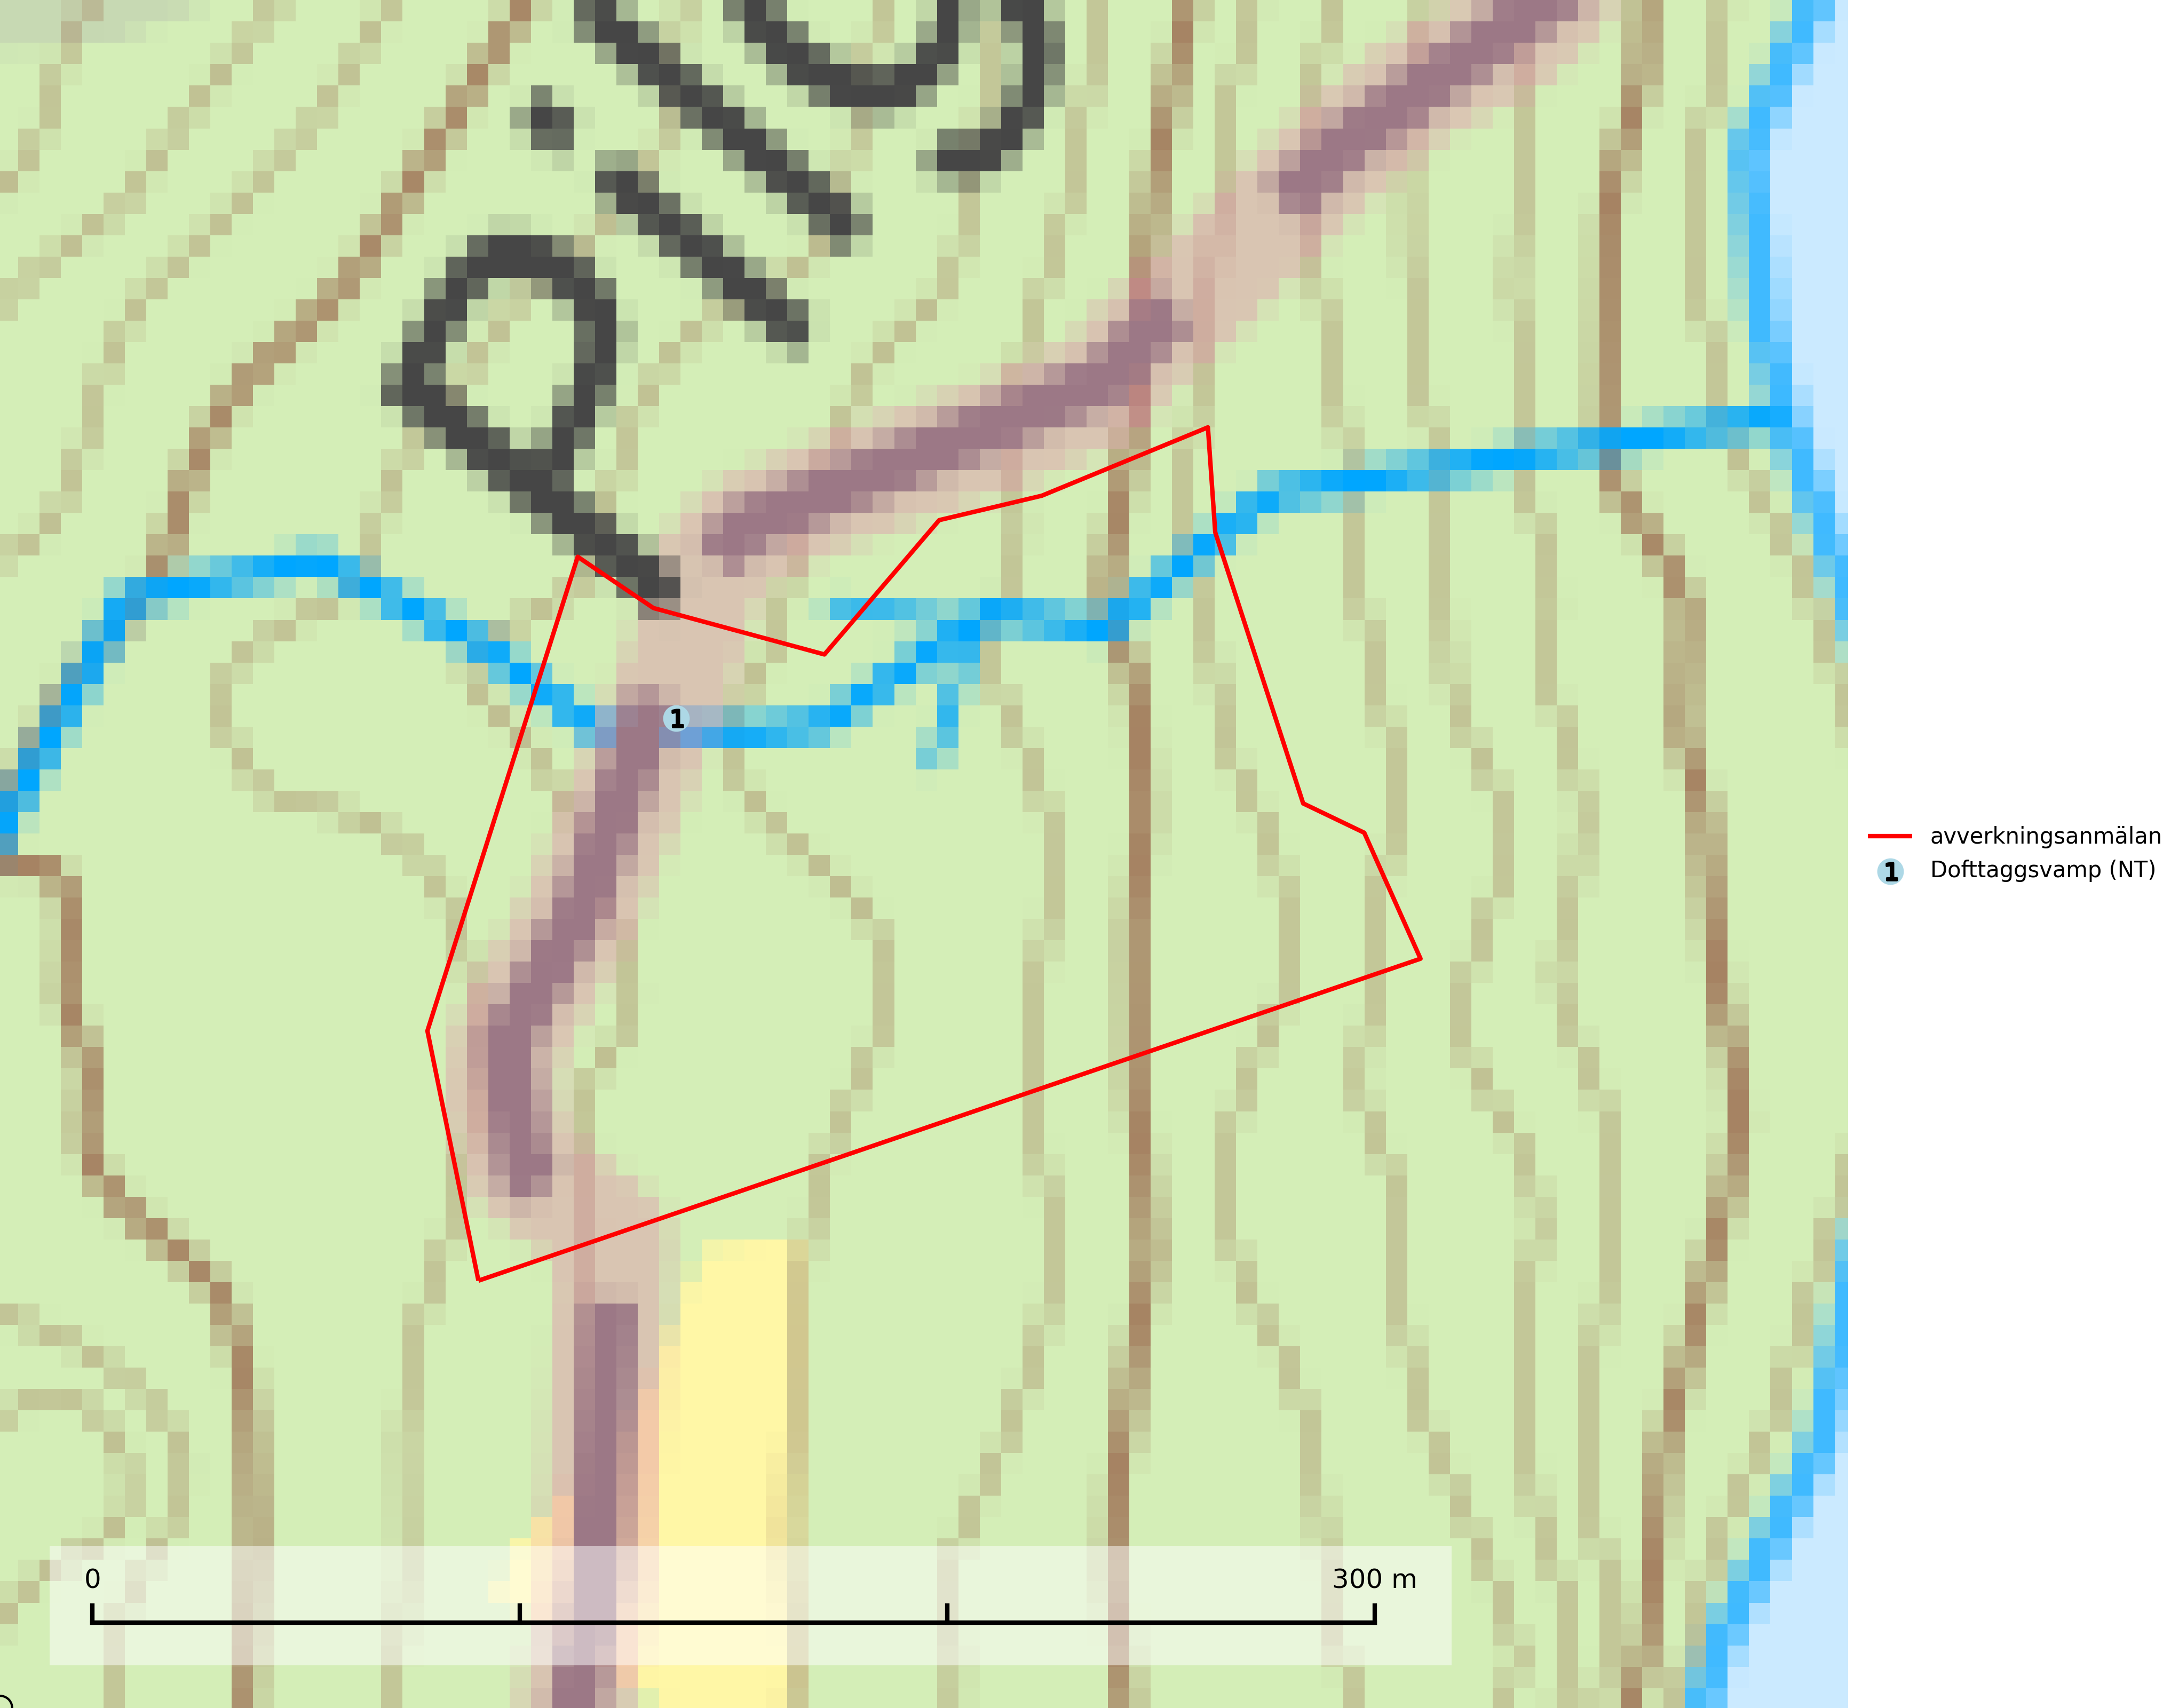 1
avverkningsanmälan
1 Dofttaggsvamp (NT)
0 300 m